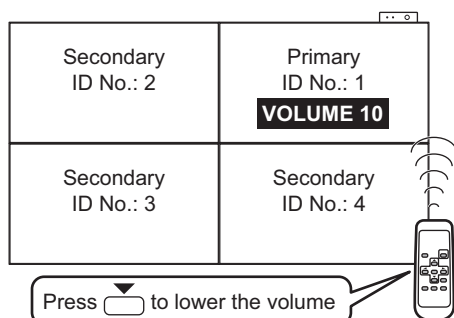 Secondary
ID No.: 2
Primary
ID No.: 1
VOLUME 10
Secondary
ID No.: 3
Secondary
ID No.: 4
Press to lower the volume